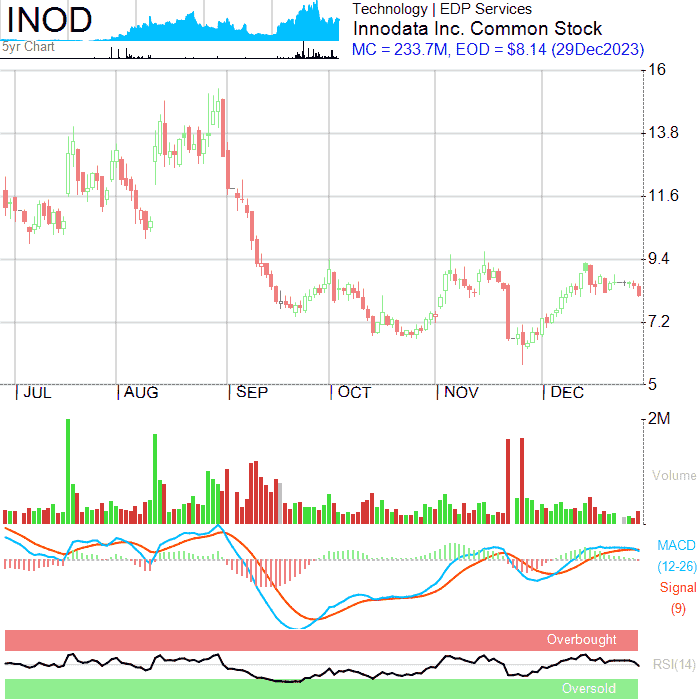 INOD
5yr Chart
Technology | EDP Services
Innodata Inc. Common Stock
MC = 233.7M, EOD = $8.14 (29Dec2023)
16
13.8
11.6
9.4
7.2
5
JUL AUG SEP OCT NOV DEC
2M
Volume
MACD
(12-26)
Signal
(9)
Overbought
RSI(14)
Oversold